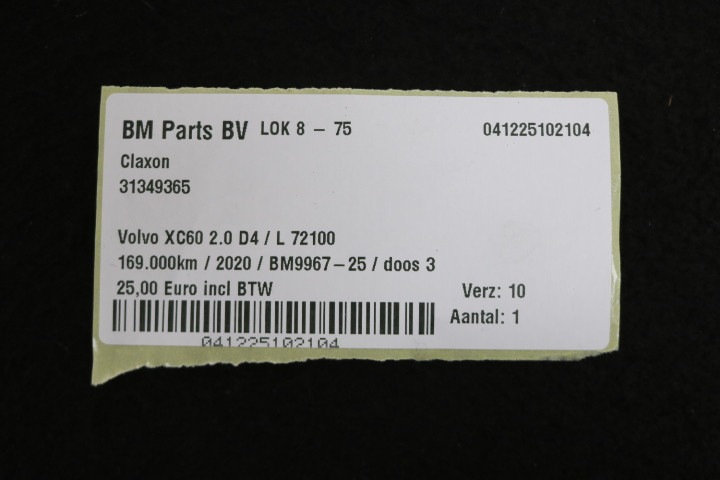 BM Parts BV LOK 8 – 75 041225102104
Claxon
31349365
Volvo XC60 2.0 D4 / L 72100
169.000km / 2020 / BM9967–25 / doos 3
25,00 Euro incl BTW Verz: 10
Aantal: 1
041225102104